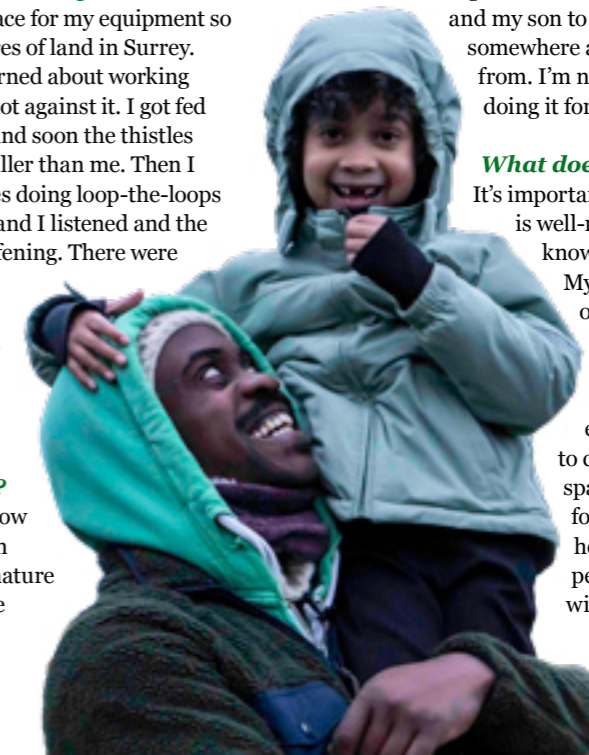 ace for my equipment so
res of land in Surrey.
rned about working
ot against it. I got fed
nd soon the thistles
ller than me. Then I
es doing loop-the-loops
and I listened and the
fening. There were
?
ow
n
nature
e
and my son to
somewhere a
from. I’m n
doing it for
What doe
It’s importan
is well-r
know
My
o
e
to c
spa
fo
he
pe
wi